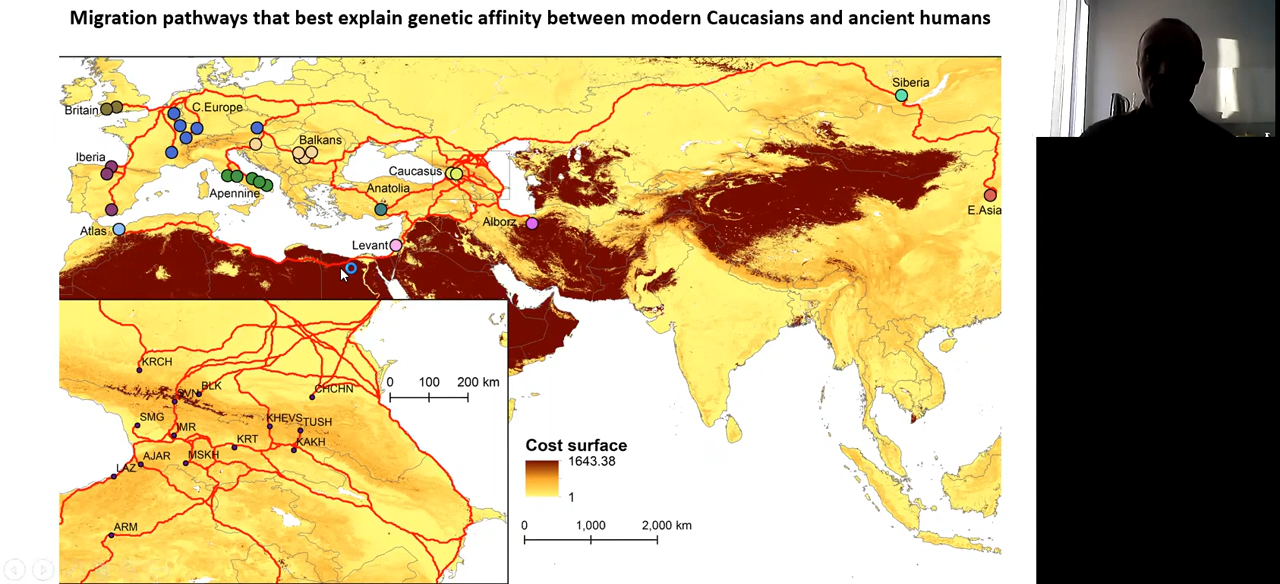 Migration pathways that best explain genetic affinity between modern Caucasians and ancient humans
Siberia
Britain
C.Europe
Balkans
Iberia
Caucasus
Anatolia
Apennine
E.Asia
Alborz
Atlas
Levant
KRCH
BLK
SVN
CHCHN
0 100 200 km
SMG
IMR
KHEVS
TUSH
KRT
KAKH
AJAR
MSKH
LAZ
ARM
Cost surface
1643.38
1
0 1,000 2,000 km